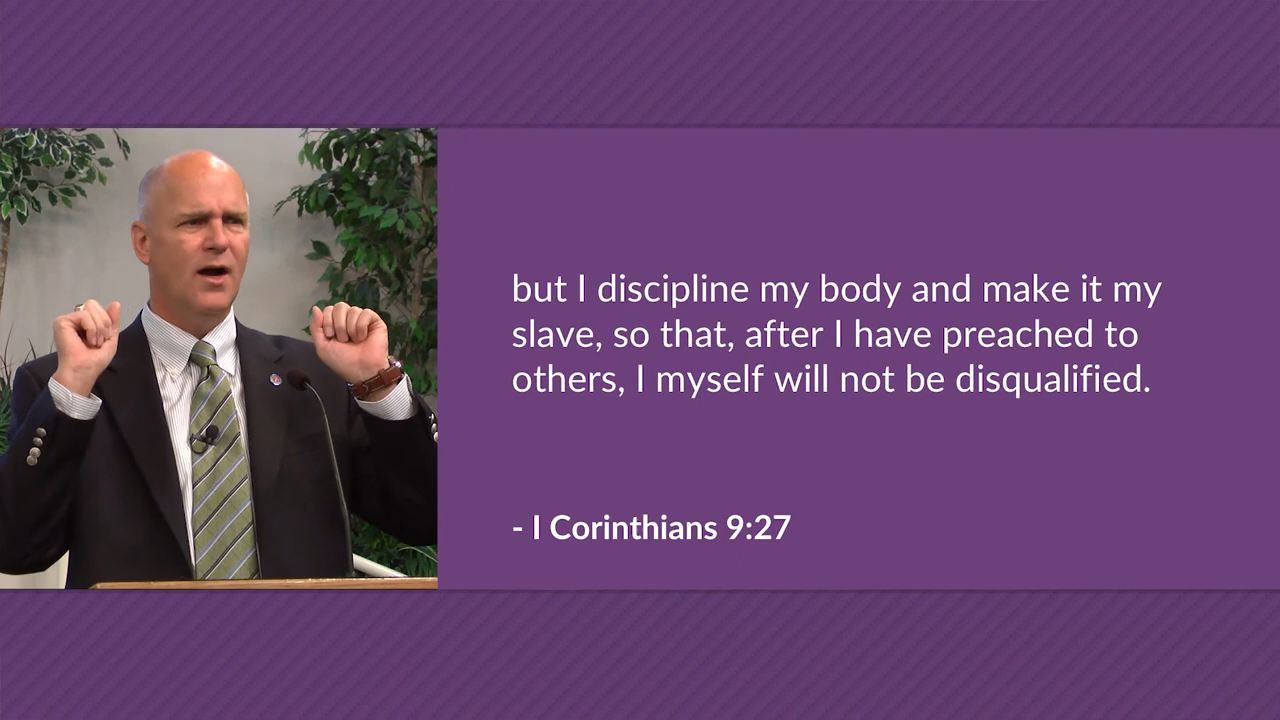 but I discipline my body and make it my
slave, so that, after I have preached to
others, I myself will not be disqualified.
- I Corinthians 9:27